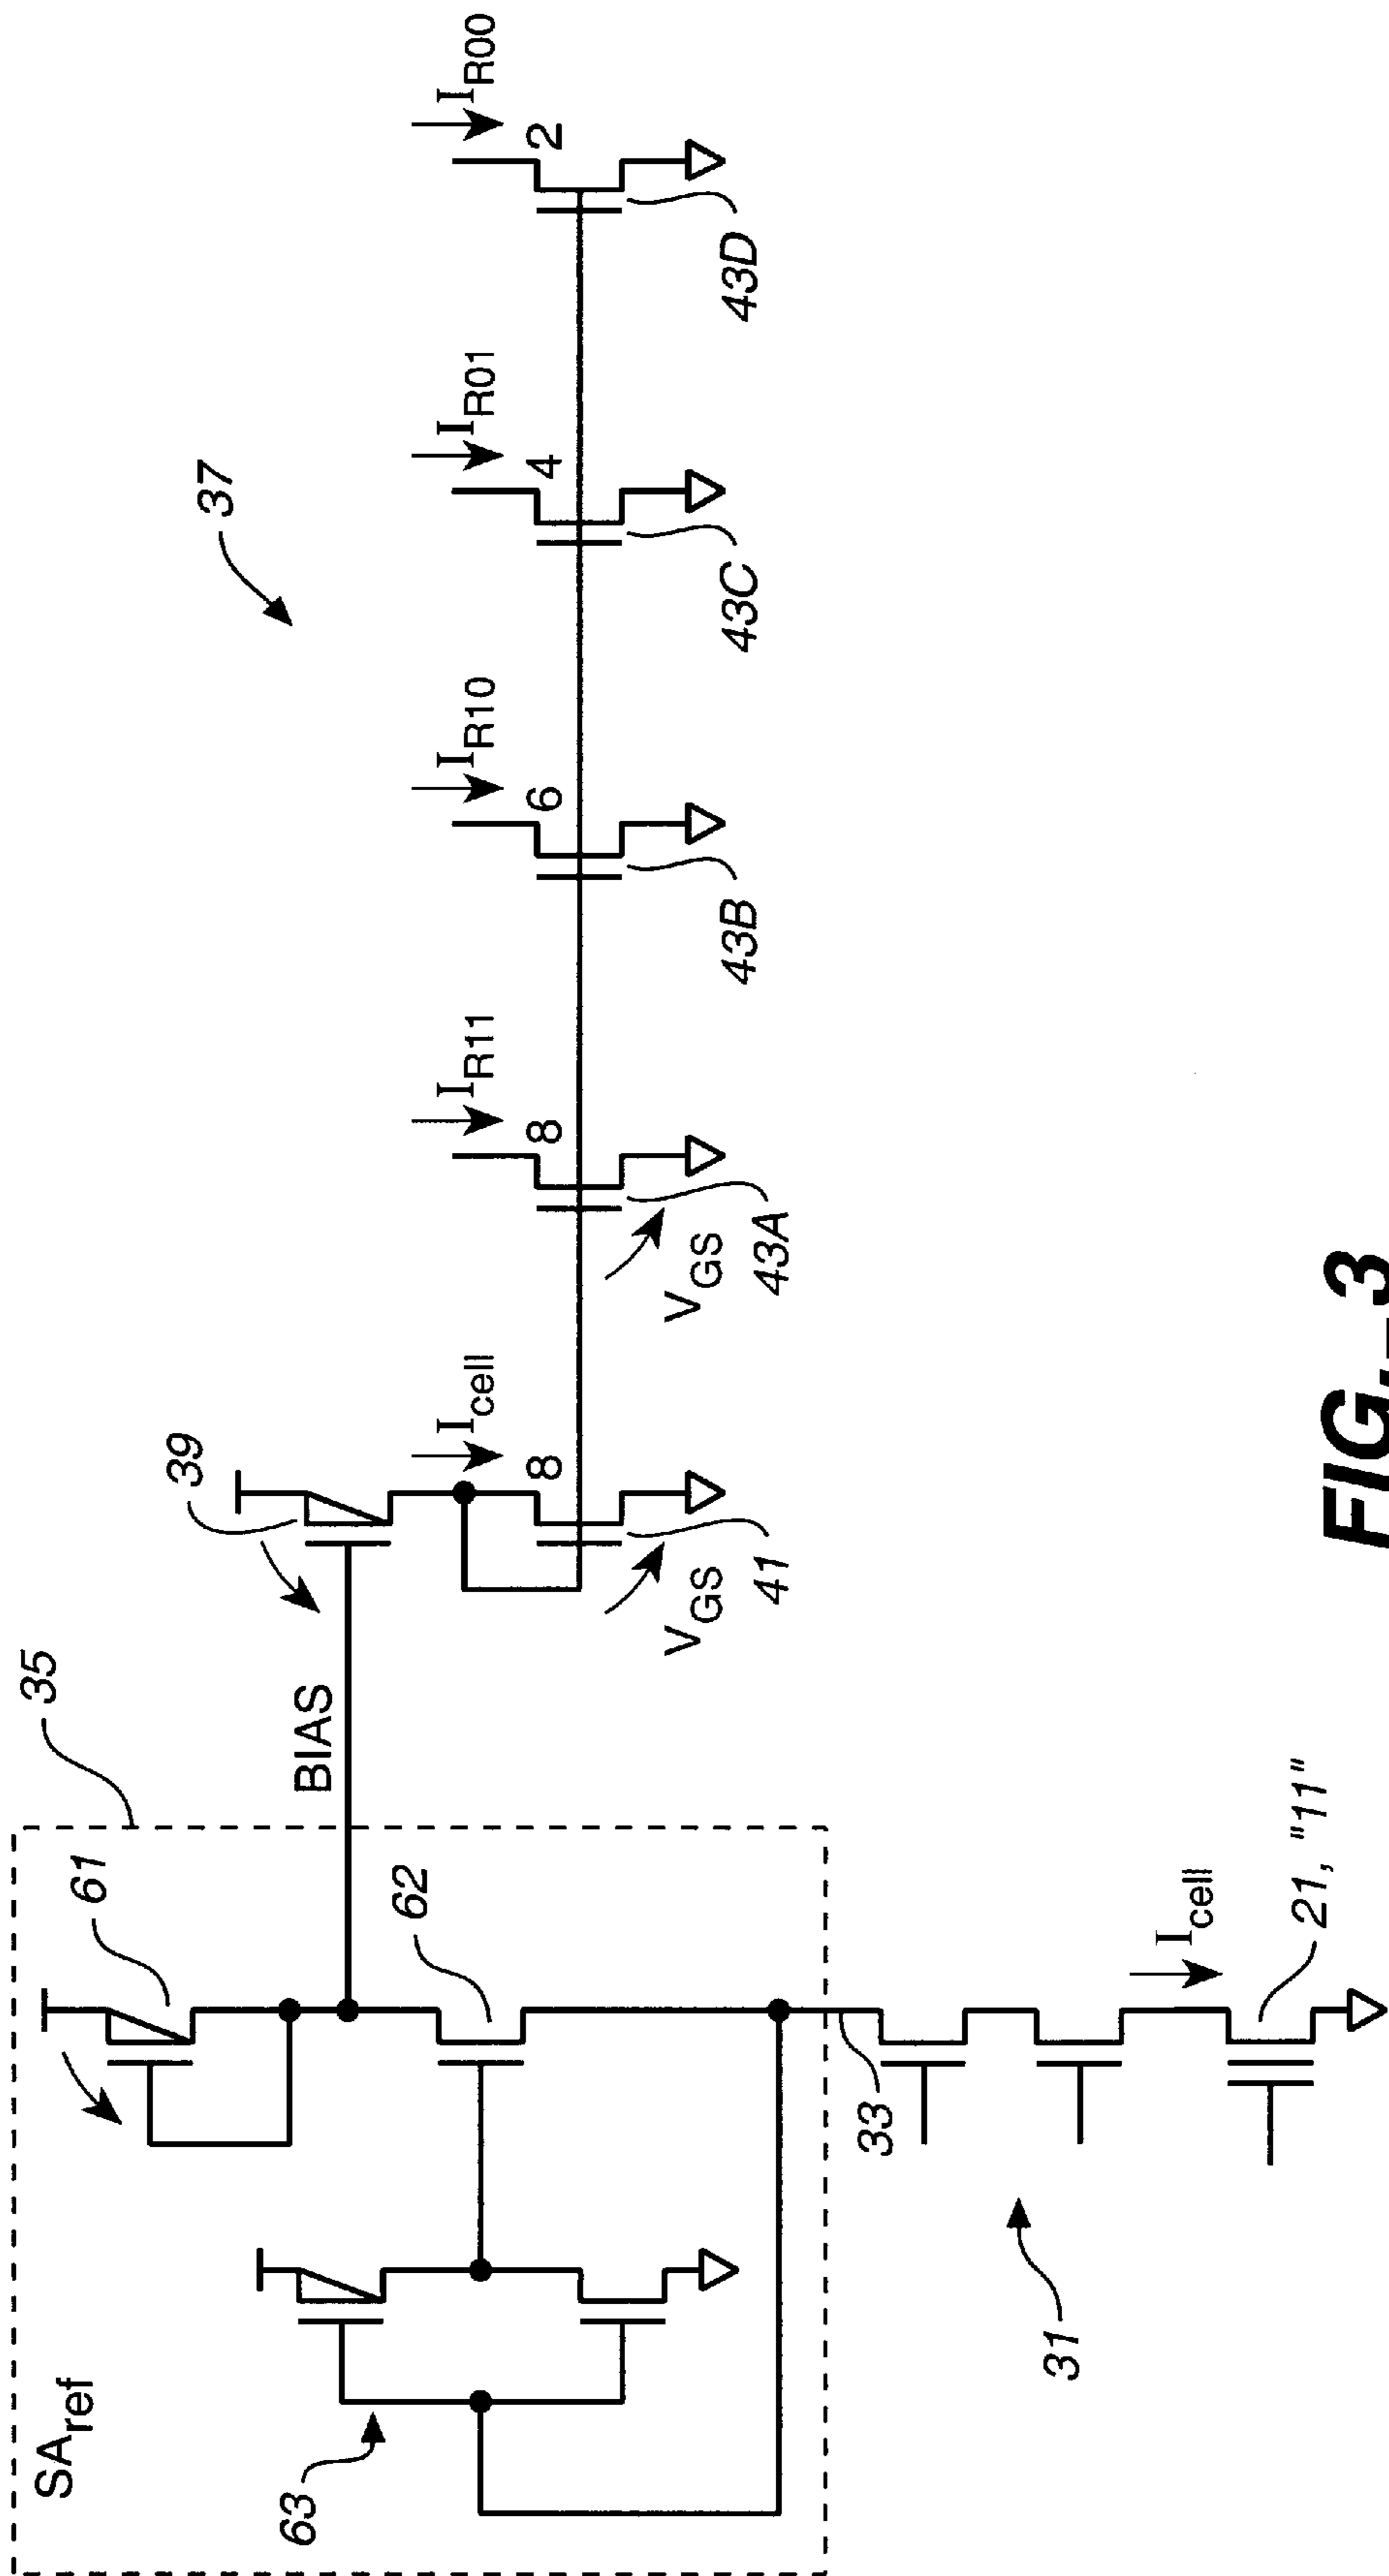 SA_ref
35
61
62
63
BIAS
39
37
I_cell
8
V_GS
41
I_R11
8
V_GS
43A
I_R10
6
43B
I_R01
4
43C
I_R00
2
43D
33
31
I_cell
21, "11"
FIG._3